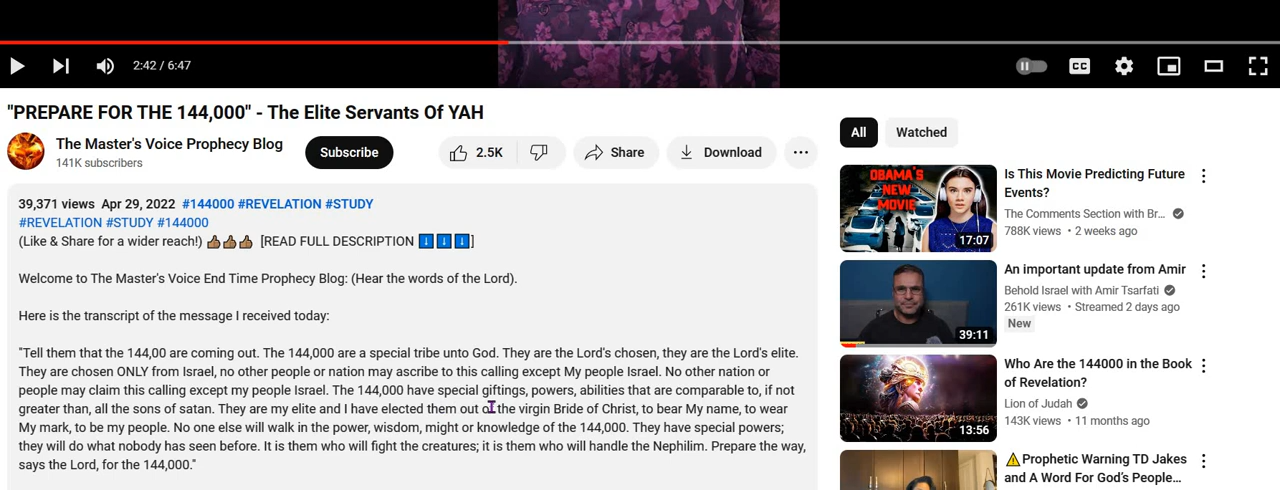 2:42 / 6:47
CC
"PREPARE FOR THE 144,000" - The Elite Servants Of YAH
The Master's Voice Prophecy Blog
141K subscribers
Subscribe
2.5K
Share
Download
39,371 views Apr 29, 2022 #144000 #REVELATION #STUDY
#REVELATION #STUDY #144000
(Like & Share for a wider reach!) 👍🏾👍🏾👍🏾 [READ FULL DESCRIPTION ⬇️⬇️⬇️]
Welcome to The Master's Voice End Time Prophecy Blog: (Hear the words of the Lord).
Here is the transcript of the message I received today:
"Tell them that the 144,00 are coming out. The 144,000 are a special tribe unto God. They are the Lord's chosen, they are the Lord's elite.
They are chosen ONLY from Israel, no other people or nation may ascribe to this calling except My people Israel. No other nation or
people may claim this calling except my people Israel. The 144,000 have special giftings, powers, abilities that are comparable to, if not
greater than, all the sons of satan. They are my elite and I have elected them out of the virgin Bride of Christ, to bear My name, to wear
My mark, to be my people. No one else will walk in the power, wisdom, might or knowledge of the 144,000. They have special powers;
they will do what nobody has seen before. It is them who will fight the creatures; it is them who will handle the Nephilim. Prepare the way,
says the Lord, for the 144,000."
All
Watched
OBAMA'S
NEW
MOVIE
17:07
Is This Movie Predicting Future
Events?
The Comments Section with Br...
788K views • 2 weeks ago
39:11
An important update from Amir
Behold Israel with Amir Tsarfati
261K views • Streamed 2 days ago
New
13:56
Who Are the 144000 in the Book
of Revelation?
Lion of Judah
143K views • 11 months ago
⚠️Prophetic Warning TD Jakes
and A Word For God's People...